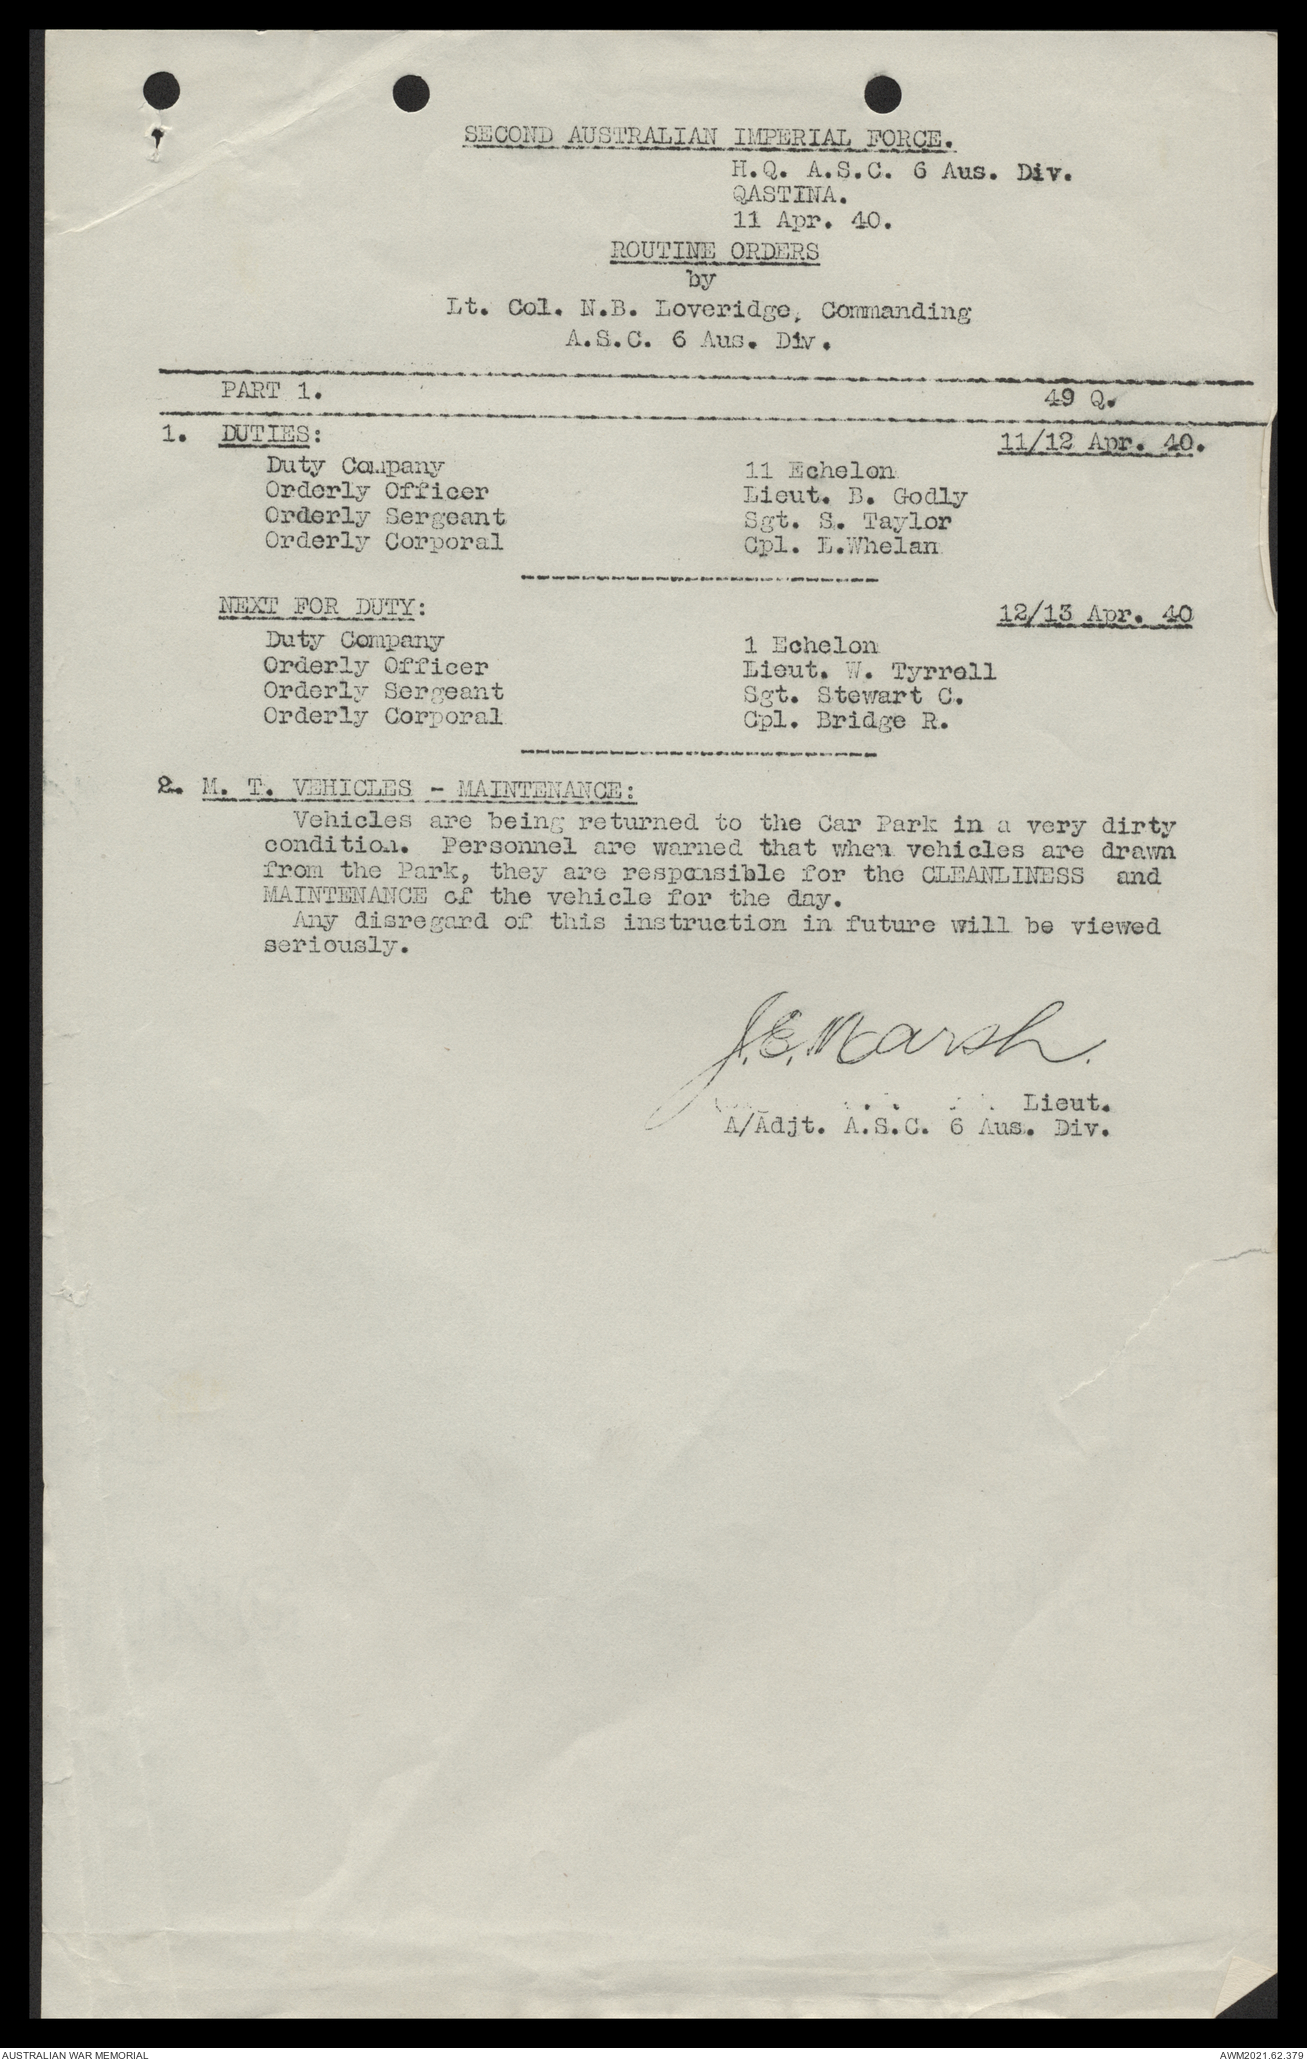 SECOND AUSTRALIAN IMPERIAL FORCE.
H.Q. A.S.C. 6 Aus. Div.
QASTINA.
11 Apr. 40.
ROUTINE ORDERS
by
Lt. Col. N.B. Loveridge, Commanding
A.S.C. 6 Aus. Div.
PART 1. 49 Q.
1. DUTIES: 11/12 Apr. 40.
Duty Company 11 Echelon
Orderly Officer Lieut. B. Godly
Orderly Sergeant Sgt. S. Taylor
Orderly Corporal Cpl. L.Whelan
NEXT FOR DUTY: 12/13 Apr. 40
Duty Company 1 Echelon
Orderly Officer Lieut. W. Tyrrell
Orderly Sergeant Sgt. Stewart C.
Orderly Corporal Cpl. Bridge R.
2. M. T. VEHICLES - MAINTENANCE:
Vehicles are being returned to the Car Park in a very dirty
condition. Personnel are warned that when vehicles are drawn
from the Park, they are responsible for the CLEANLINESS and
MAINTENANCE of the vehicle for the day.
Any disregard of this instruction in future will be viewed
seriously.
J.E. Marsh.
Lieut.
A/Adjt. A.S.C. 6 Aus. Div.
AUSTRALIAN WAR MEMORIAL AWM2021.62.379